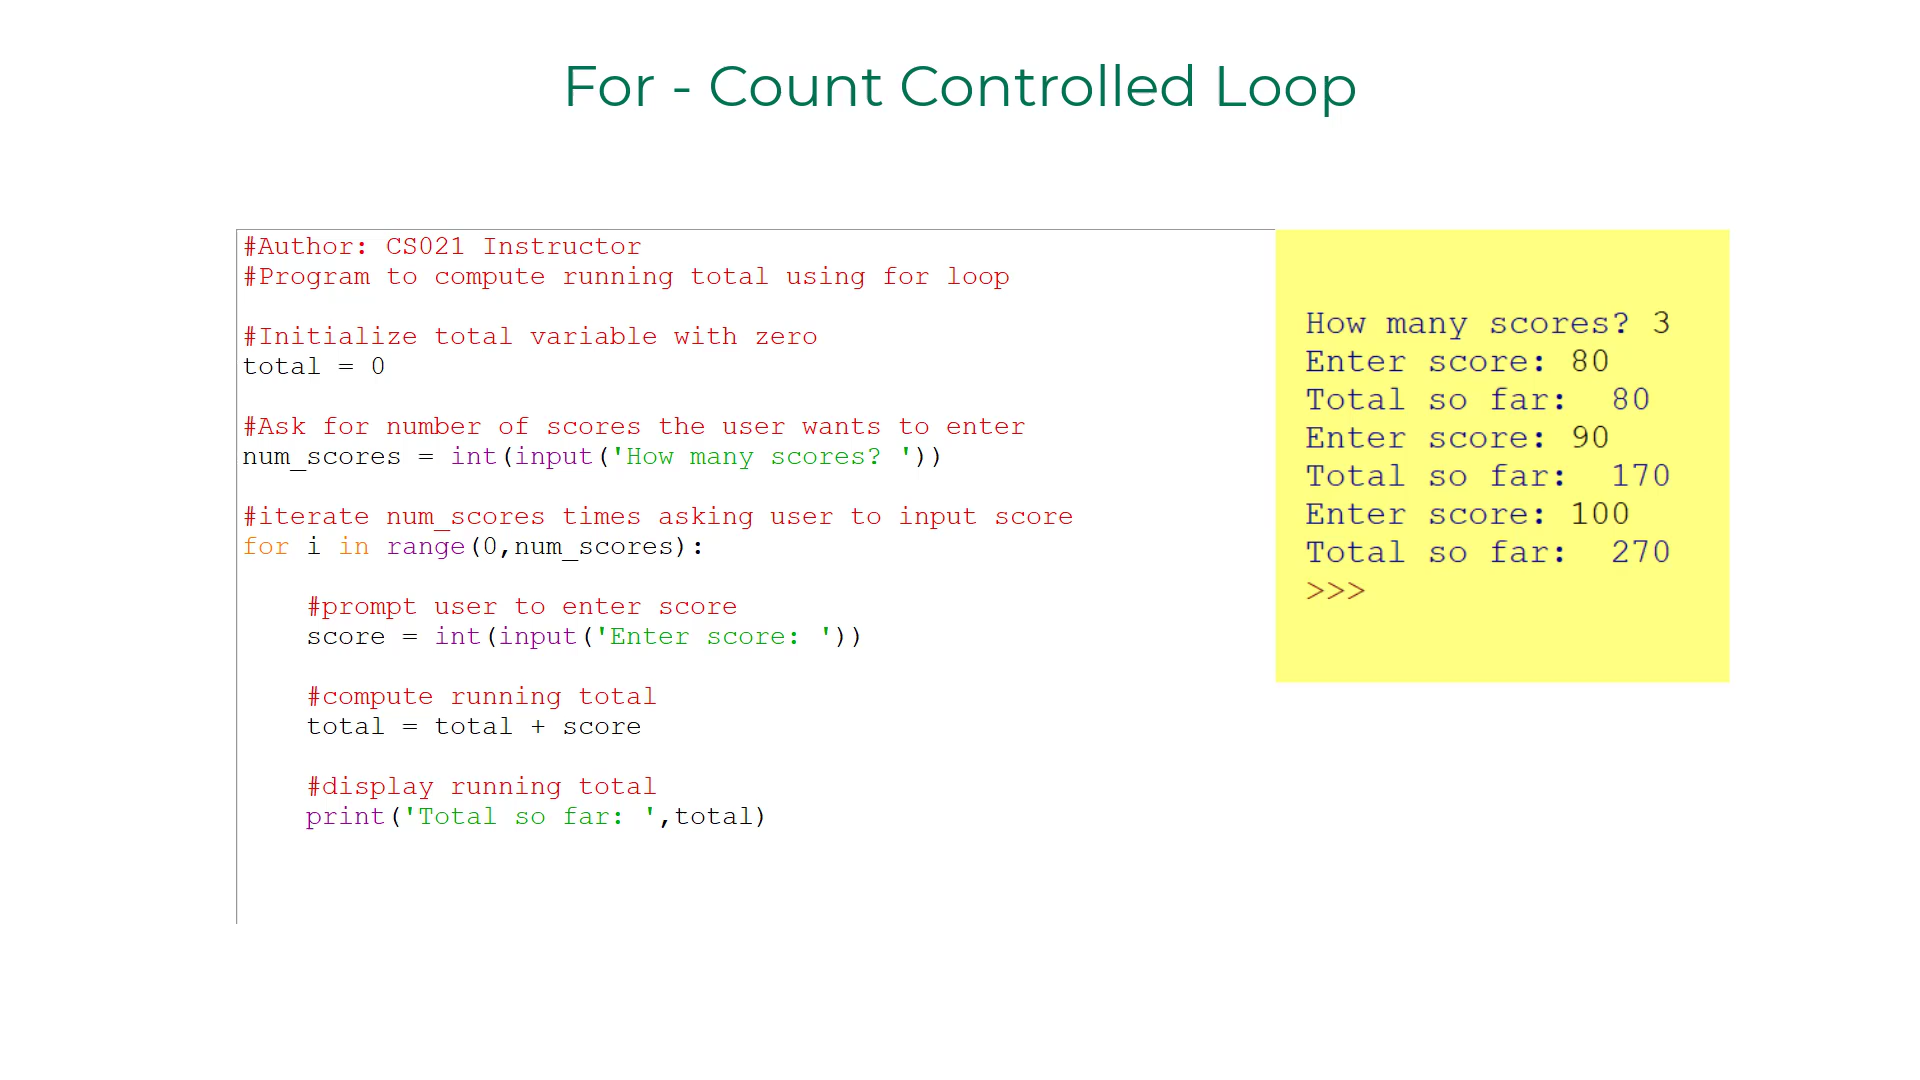 For - Count Controlled Loop
#Author: CS021 Instructor
#Program to compute running total using for loop
#Initialize total variable with zero
total = 0
#Ask for number of scores the user wants to enter
num_scores = int(input('How many scores? '))
#iterate num_scores times asking user to input score
for i in range(0,num_scores):
    #prompt user to enter score
    score = int(input('Enter score: '))
    #compute running total
    total = total + score
    #display running total
    print('Total so far: ',total)
How many scores? 3
Enter score: 80
Total so far:  80
Enter score: 90
Total so far:  170
Enter score: 100
Total so far:  270
>>>